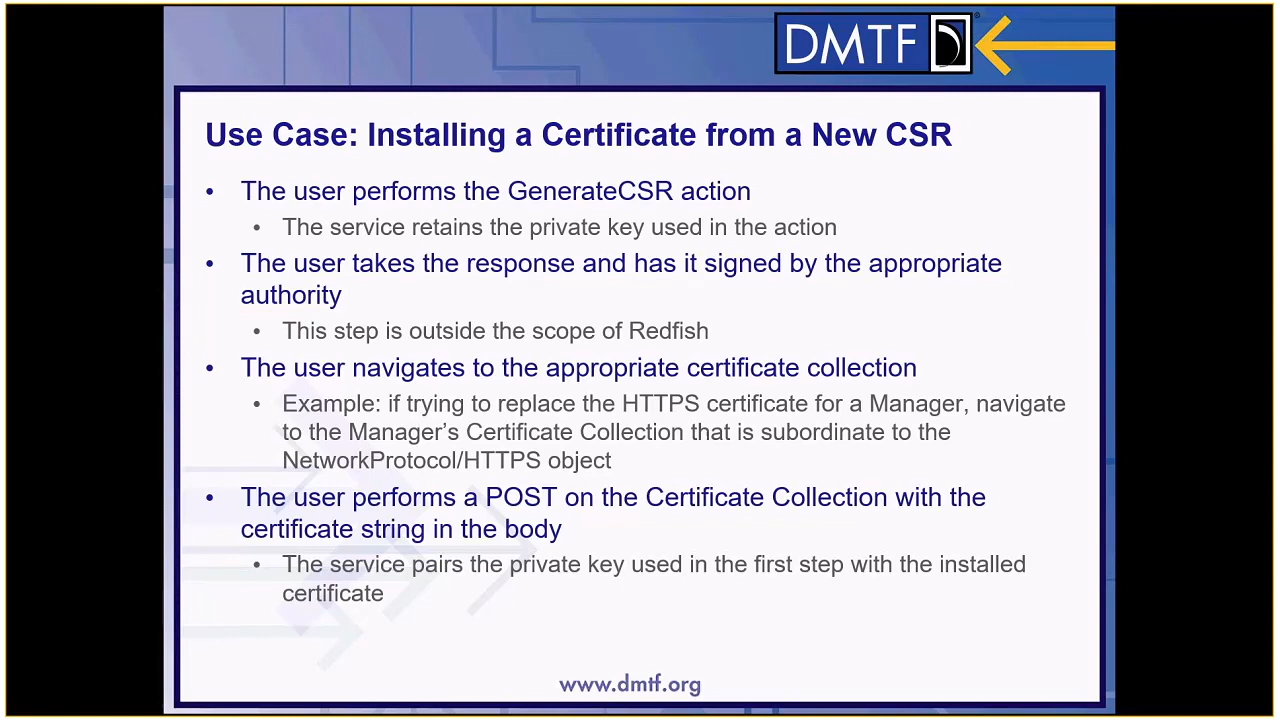 DMTF
Use Case: Installing a Certificate from a New CSR
• The user performs the GenerateCSR action
• The service retains the private key used in the action
• The user takes the response and has it signed by the appropriate
authority
• This step is outside the scope of Redfish
• The user navigates to the appropriate certificate collection
• Example: if trying to replace the HTTPS certificate for a Manager, navigate
to the Manager’s Certificate Collection that is subordinate to the
NetworkProtocol/HTTPS object
• The user performs a POST on the Certificate Collection with the
certificate string in the body
• The service pairs the private key used in the first step with the installed
certificate
www.dmtf.org